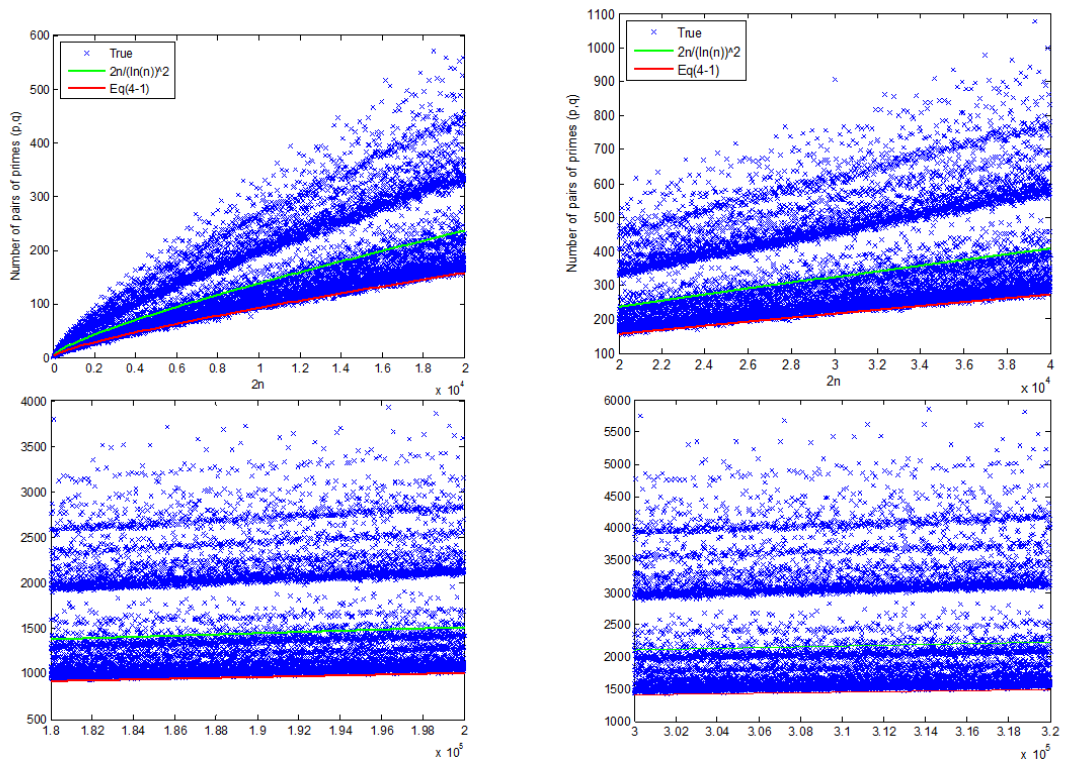 600
500
400
300
200
100
0
Number of pairs of primes (p,q)
True
2n/(ln(n))^2
Eq(4-1)
0 0.2 0.4 0.6 0.8 1 1.2 1.4 1.6 1.8 2
2n
x 10^4
1100
1000
900
800
700
600
500
400
300
200
100
Number of pairs of primes (p,q)
True
2n/(ln(n))^2
Eq(4-1)
2 2.2 2.4 2.6 2.8 3 3.2 3.4 3.6 3.8 4
2n
x 10^4
4000
3500
3000
2500
2000
1500
1000
500
1.8 1.82 1.84 1.86 1.88 1.9 1.92 1.94 1.96 1.98 2
x 10^5
6000
5500
5000
4500
4000
3500
3000
2500
2000
1500
1000
3 3.02 3.04 3.06 3.08 3.1 3.12 3.14 3.16 3.18 3.2
x 10^5